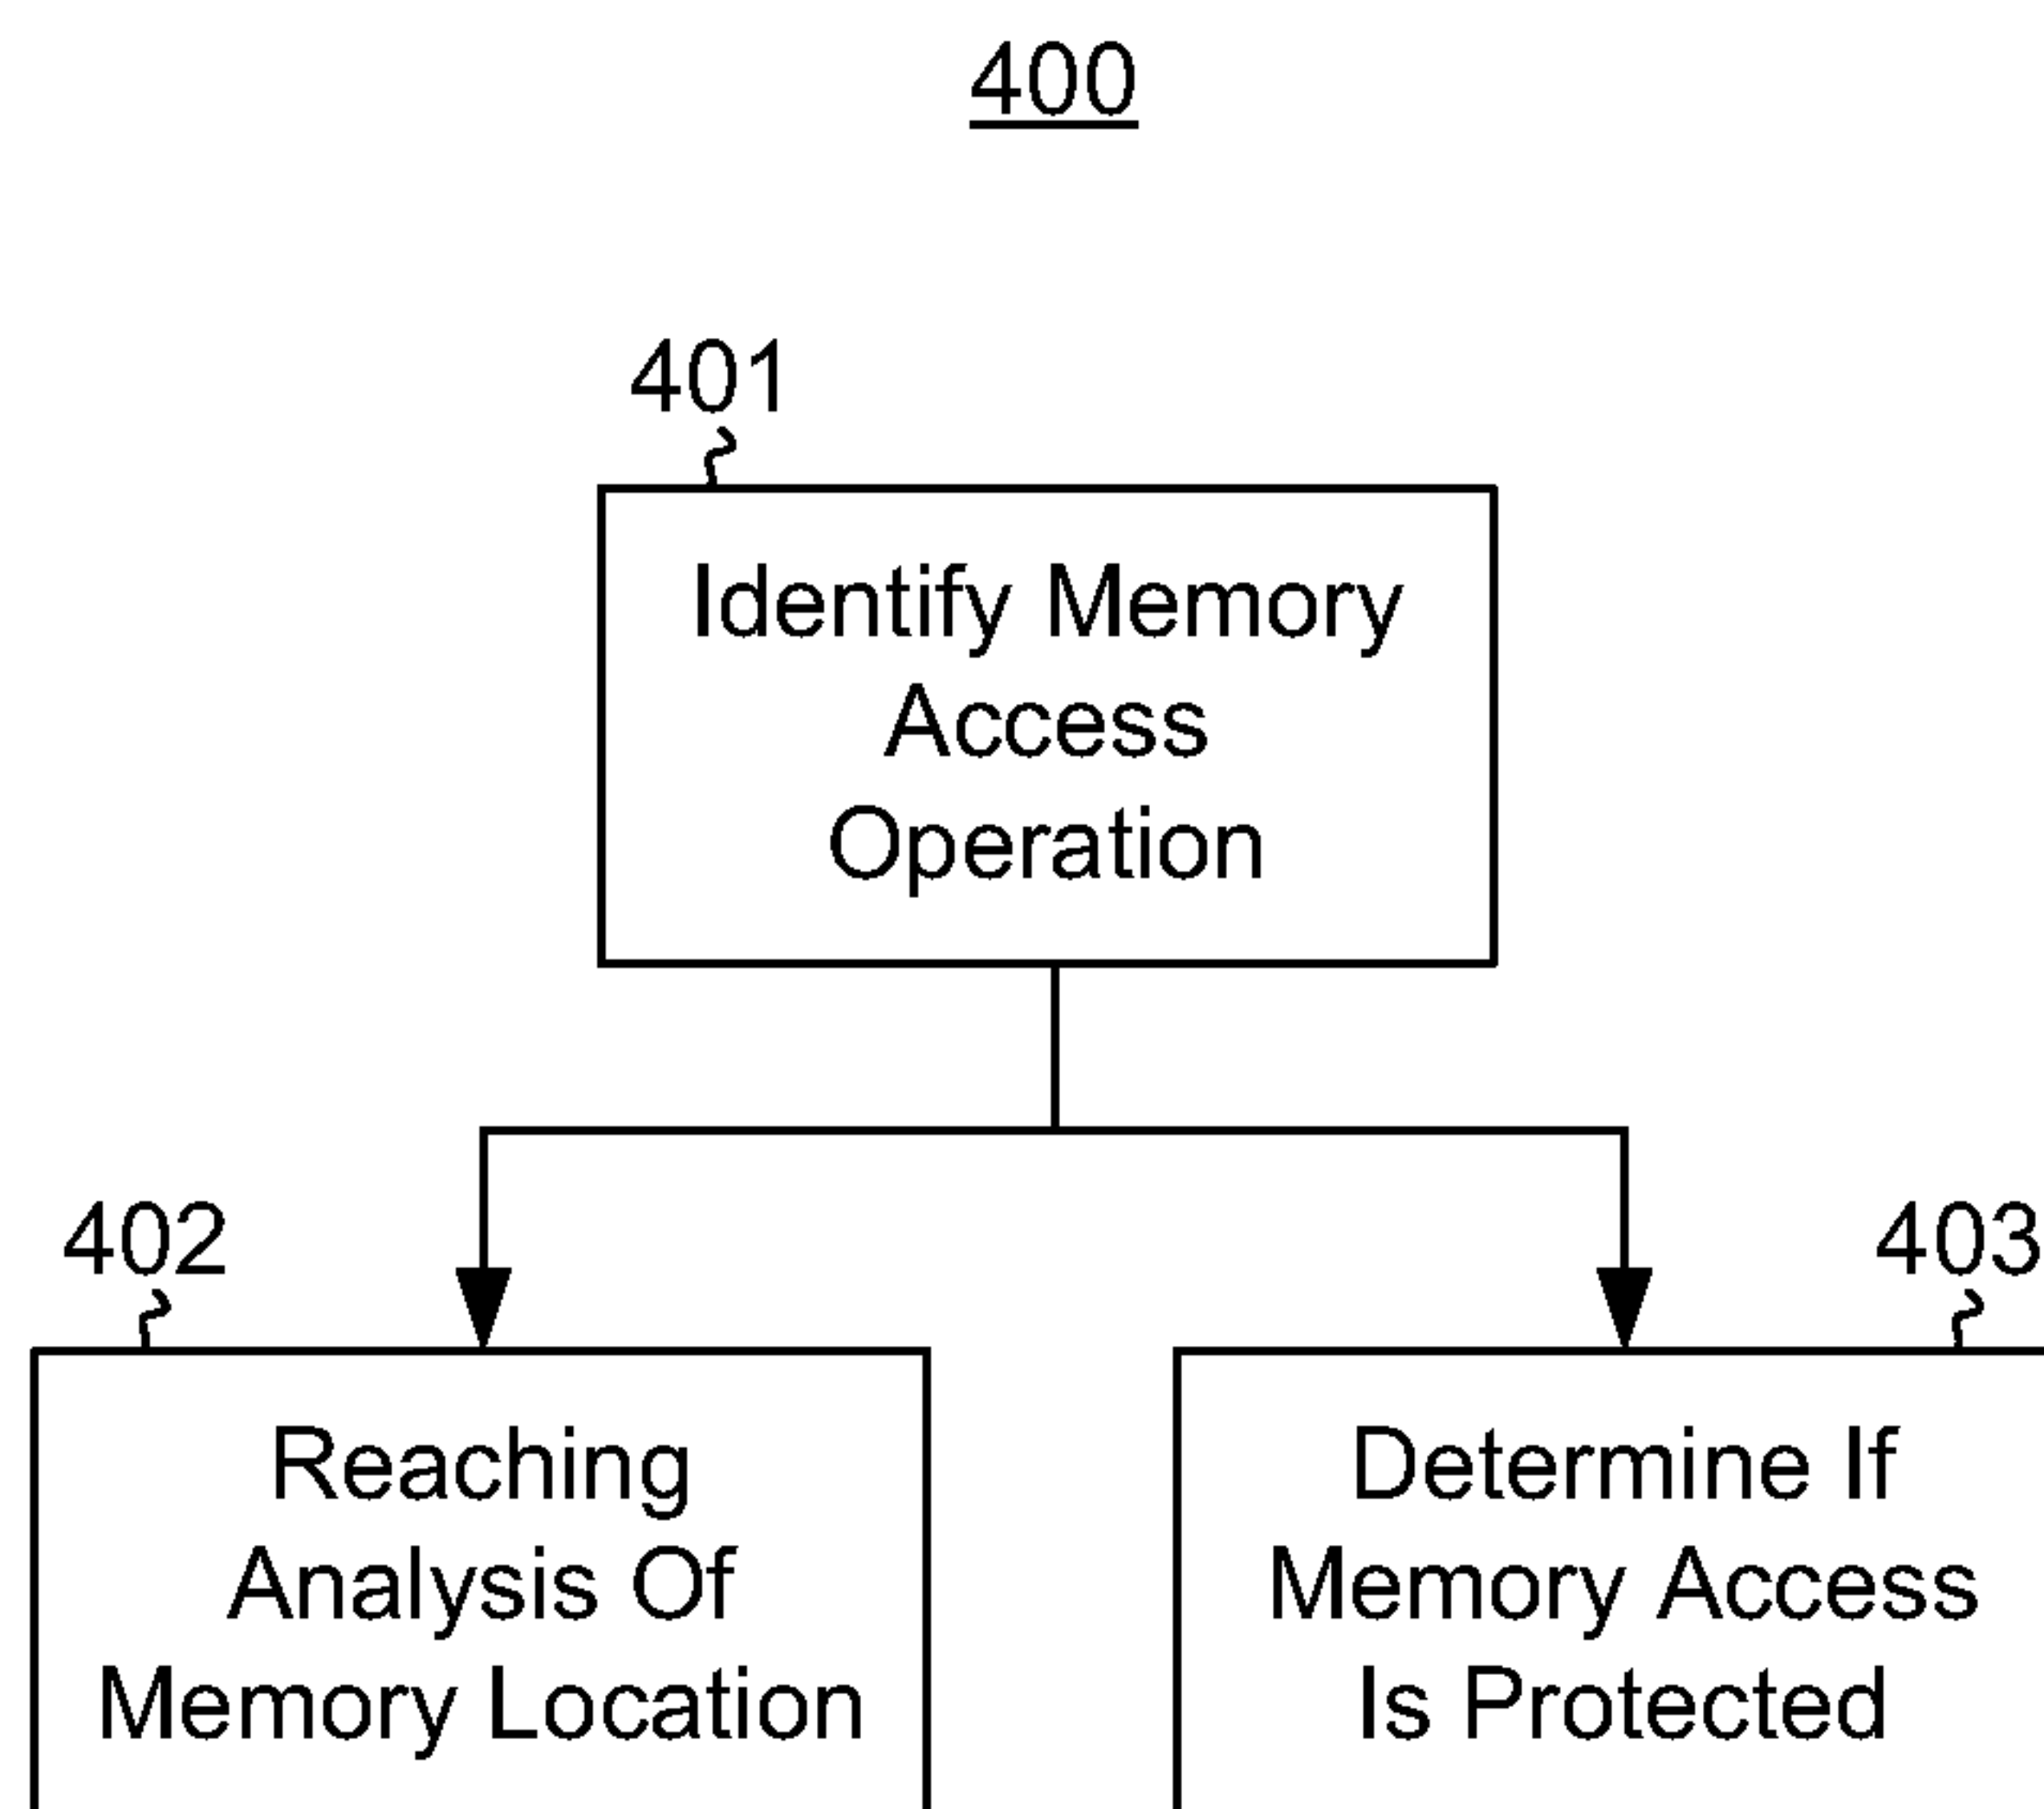 400
401
Identify Memory
Access
Operation
402
403
Reaching
Analysis Of
Memory Location
Determine If
Memory Access
Is Protected